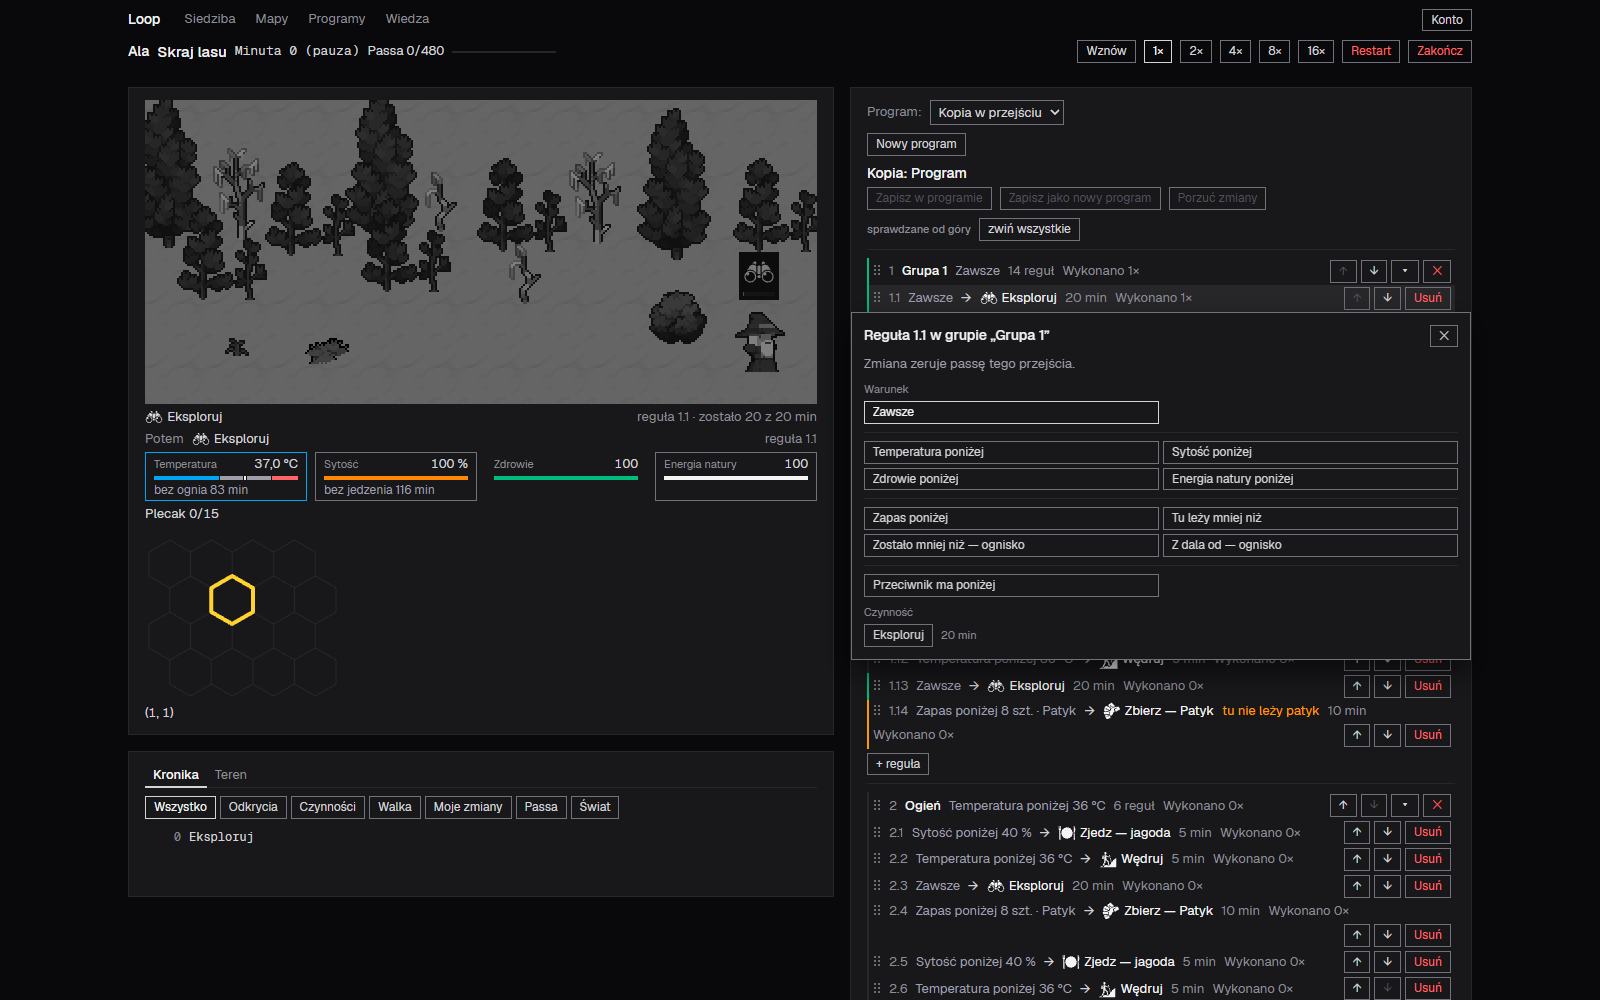 Loop Siedziba Mapy Programy Wiedza Konto
Ala Skraj lasu Minuta 0 (pauza) Passa 0/480 Wznów 1× 2× 4× 8× 16× Restart Zakończ
Eksploruj reguła 1.1 · zostało 20 z 20 min
Potem Eksploruj reguła 1.1
Temperatura 37,0 °C Sytość 100 % Zdrowie 100 Energia natury 100
bez ognia 83 min bez jedzenia 116 min
Plecak 0/15
(1, 1)
Kronika Teren
Wszystko Odkrycia Czynności Walka Moje zmiany Passa Świat
0 Eksploruj
Program: Kopia w przejściu
Nowy program
Kopia: Program
Zapisz w programie Zapisz jako nowy program Porzuć zmiany
sprawdzane od góry zwiń wszystkie
1 Grupa 1 Zawsze 14 reguł Wykonano 1×
1.1 Zawsze → Eksploruj 20 min Wykonano 1× ↑ ↓ Usuń
Reguła 1.1 w grupie „Grupa 1”
Zmiana zeruje passę tego przejścia.
Warunek
Zawsze
Temperatura poniżej Sytość poniżej
Zdrowie poniżej Energia natury poniżej
Zapas poniżej Tu leży mniej niż
Zostało mniej niż — ognisko Z dala od — ognisko
Przeciwnik ma poniżej
Czynność
Eksploruj 20 min
1.12 Temperatura poniżej 36 °C → Wędruj 5 min Wykonano 0×
1.13 Zawsze → Eksploruj 20 min Wykonano 0× ↑ ↓ Usuń
1.14 Zapas poniżej 8 szt. · Patyk → Zbierz — Patyk tu nie leży patyk 10 min
Wykonano 0× ↑ ↓ Usuń
+ reguła
2 Ogień Temperatura poniżej 36 °C 6 reguł Wykonano 0×
2.1 Sytość poniżej 40 % → Zjedz — jagoda 5 min Wykonano 0× ↑ ↓ Usuń
2.2 Temperatura poniżej 36 °C → Wędruj 5 min Wykonano 0× ↑ ↓ Usuń
2.3 Zawsze → Eksploruj 20 min Wykonano 0× ↑ ↓ Usuń
2.4 Zapas poniżej 8 szt. · Patyk → Zbierz — Patyk 10 min Wykonano 0×
↑ ↓ Usuń
2.5 Sytość poniżej 40 % → Zjedz — jagoda 5 min Wykonano 0× ↑ ↓ Usuń
2.6 Temperatura poniżej 36 °C → Wędruj 5 min Wykonano 0× ↑ ↓ Usuń